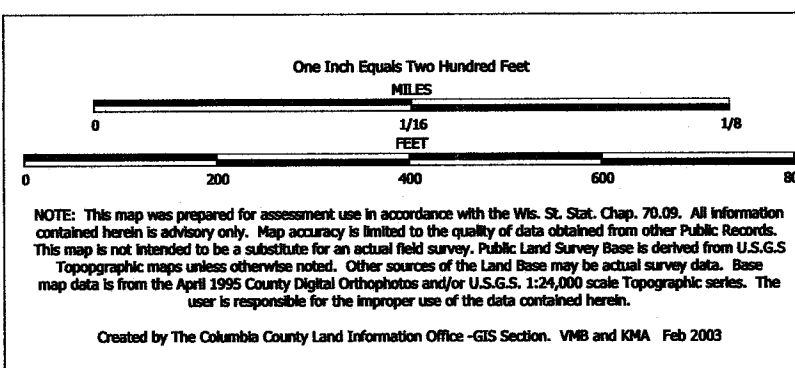 One Inch Equals Two Hundred Feet
MILES
0 1/16 1/8
FEET
0 200 400 600 80
NOTE: This map was prepared for assessment use in accordance with the Wis. St. Stat. Chap. 70.09. All information
contained herein is advisory only. Map accuracy is limited to the quality of data obtained from other Public Records.
This map is not intended to be a substitute for an actual field survey. Public Land Survey Base is derived from U.S.G.S
Topopgraphic maps unless otherwise noted. Other sources of the Land Base may be actual survey data. Base
map data is from the April 1995 County Digital Orthophotos and/or U.S.G.S. 1:24,000 scale Topographic series. The
user is responsible for the improper use of the data contained herein.
Created by The Columbia County Land Information Office -GIS Section. VMB and KMA Feb 2003